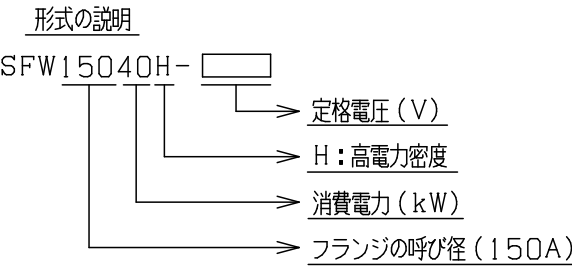 形式の説明
SFW15040H-
定格電圧(V)
H:高電力密度
消費電力(kW)
フランジの呼び径(150A)